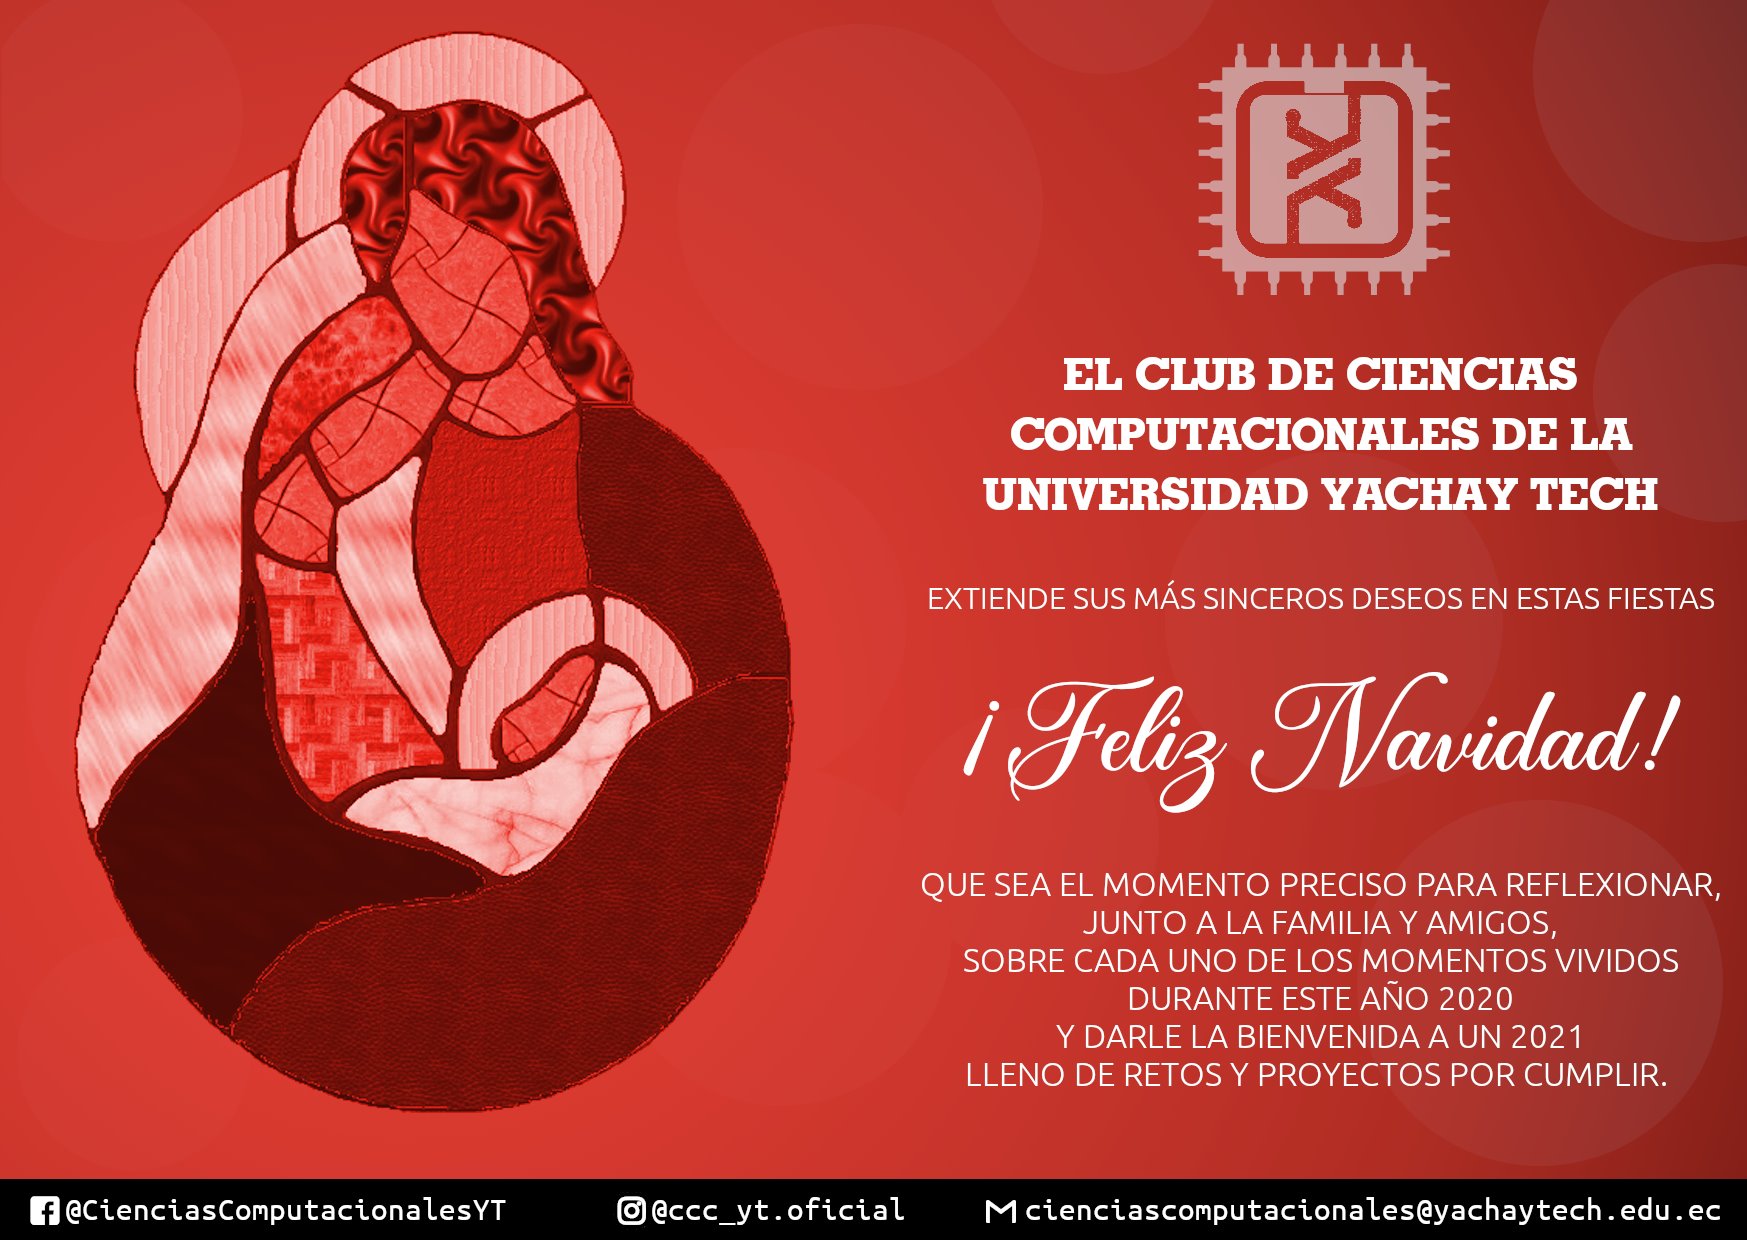 EL CLUB DE CIENCIAS
COMPUTACIONALES DE LA
UNIVERSIDAD YACHAY TECH
EXTIENDE SUS MÁS SINCEROS DESEOS EN ESTAS FIESTAS
¡Feliz Navidad!
QUE SEA EL MOMENTO PRECISO PARA REFLEXIONAR,
JUNTO A LA FAMILIA Y AMIGOS,
SOBRE CADA UNO DE LOS MOMENTOS VIVIDOS
DURANTE ESTE AÑO 2020
Y DARLE LA BIENVENIDA A UN 2021
LLENO DE RETOS Y PROYECTOS POR CUMPLIR.
@CienciasComputacionalesYT
@ccc_yt.oficial
cienciascomputacionales@yachaytech.edu.ec